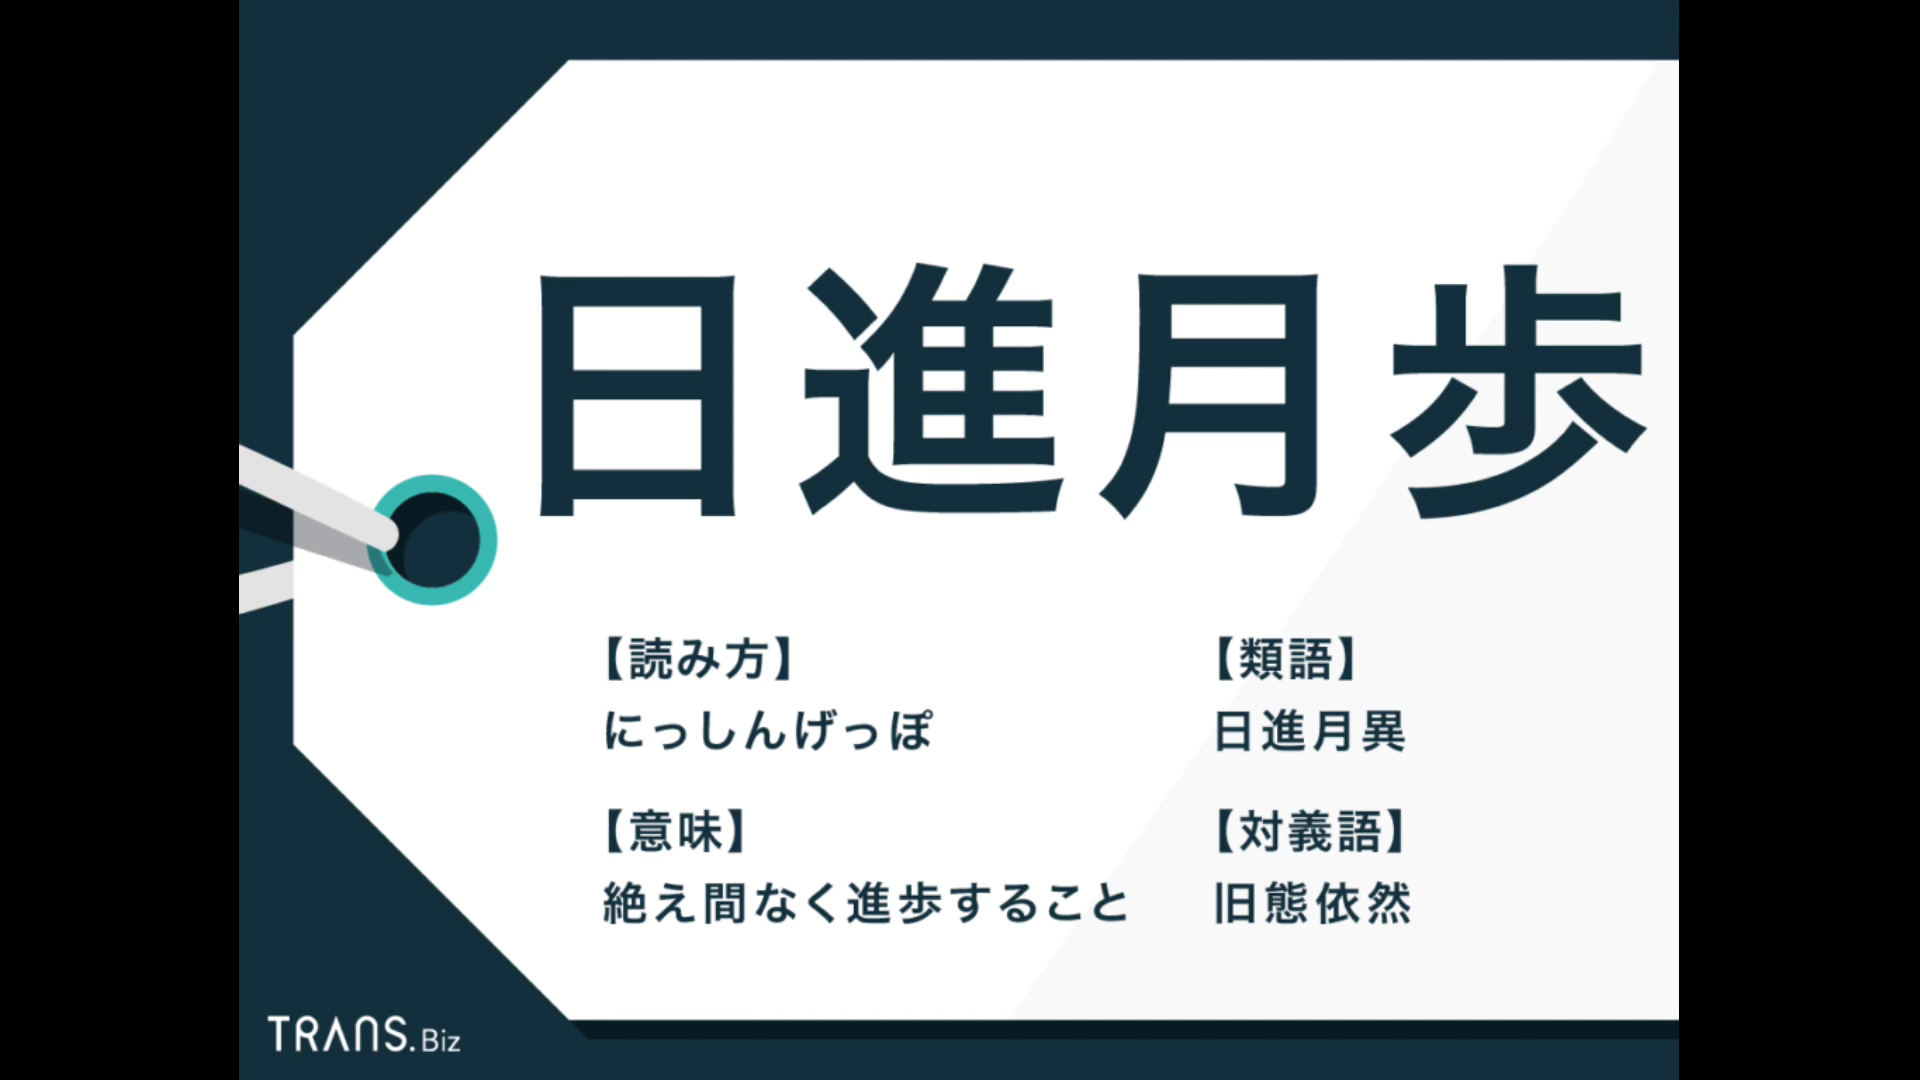 日進月歩
【読み方】
にっしんげっぽ
【意味】
絶え間なく進歩すること
【類語】
日進月異
【対義語】
旧態依然
TRANS.Biz